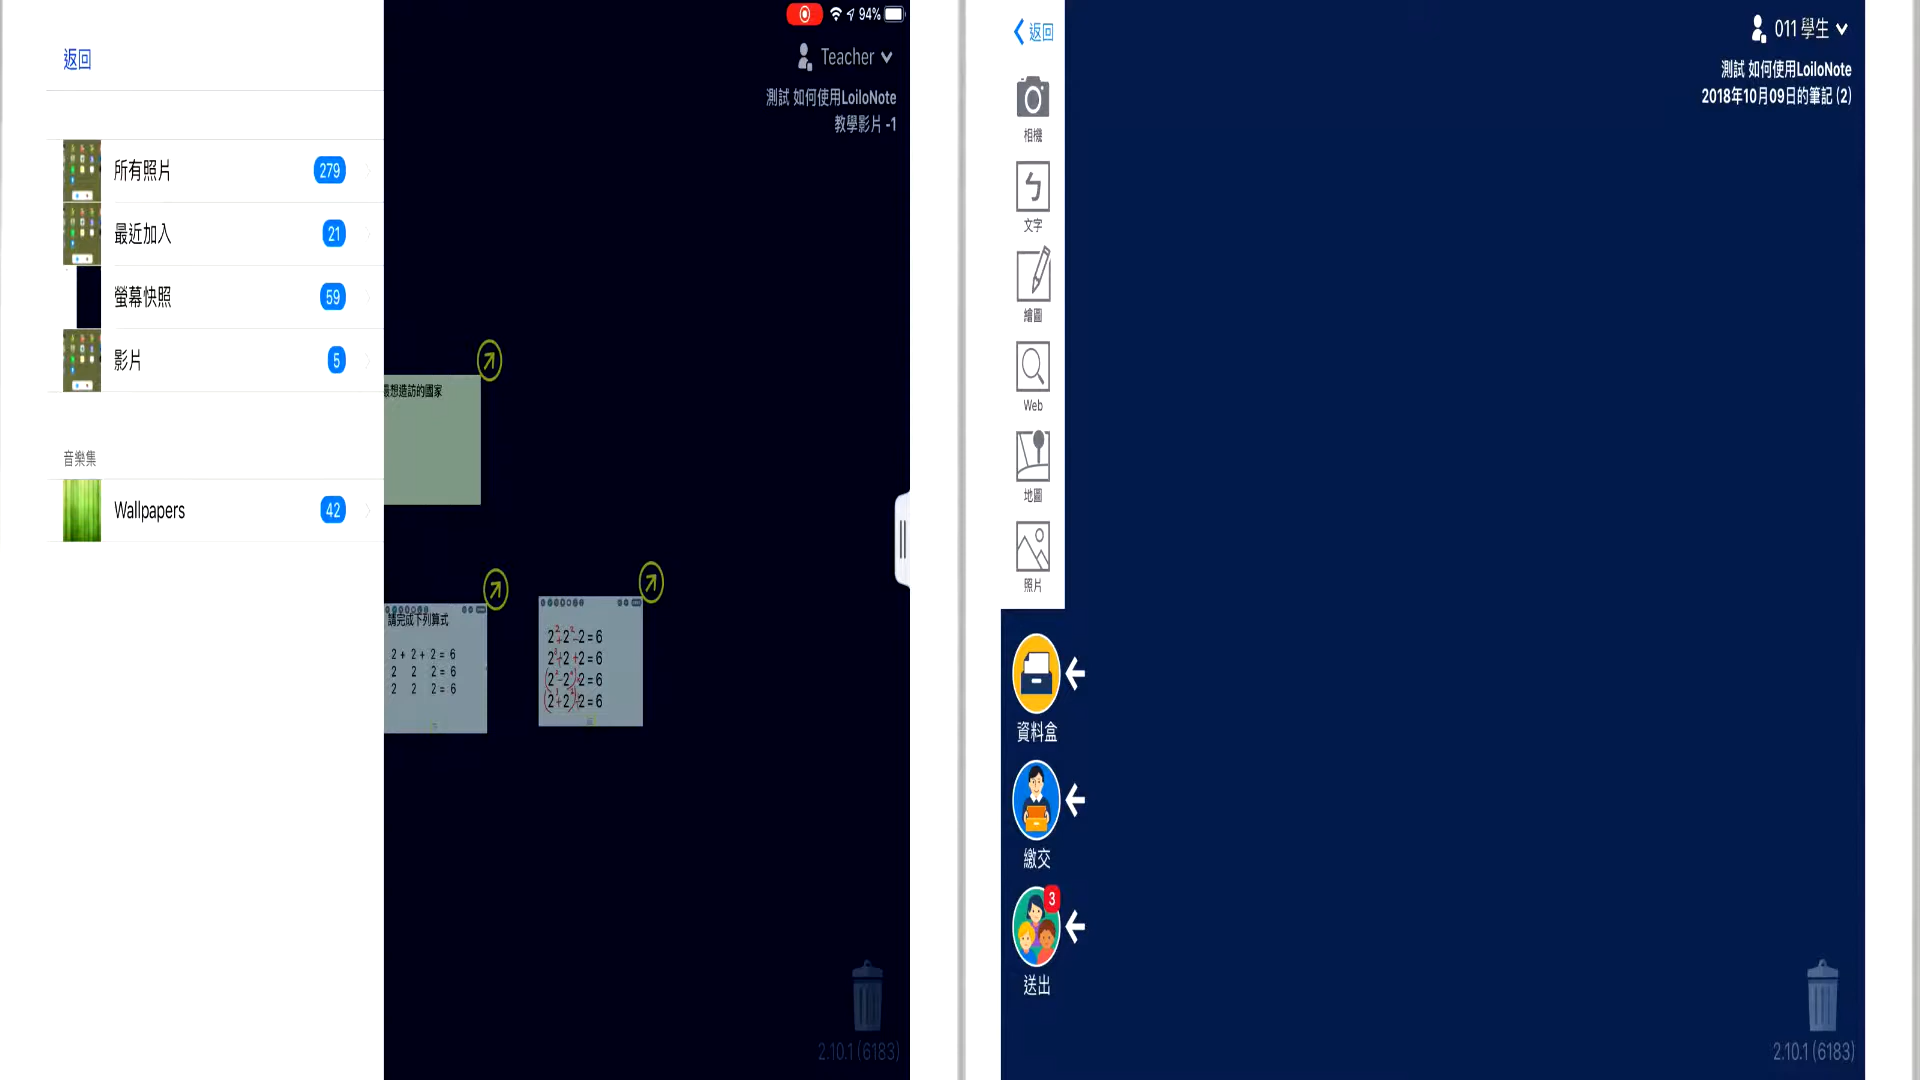 返回
所有照片 279
最近加入 21
螢幕快照 59
影片 5
音樂集
Wallpapers 42
94%
Teacher
測試 如何使用LoiloNote
教學影片 -1
最想造訪的國家
請完成下列算式
2 + 2 + 2 = 6
2 2 2 = 6
2 2 2 = 6
2.10.1 (6183)
返回
相機
文字
繪圖
Web
地圖
照片
資料盒
繳交
3
送出
011 學生
測試 如何使用LoiloNote
2018年10月09日的筆記 (2)
2.10.1 (6183)